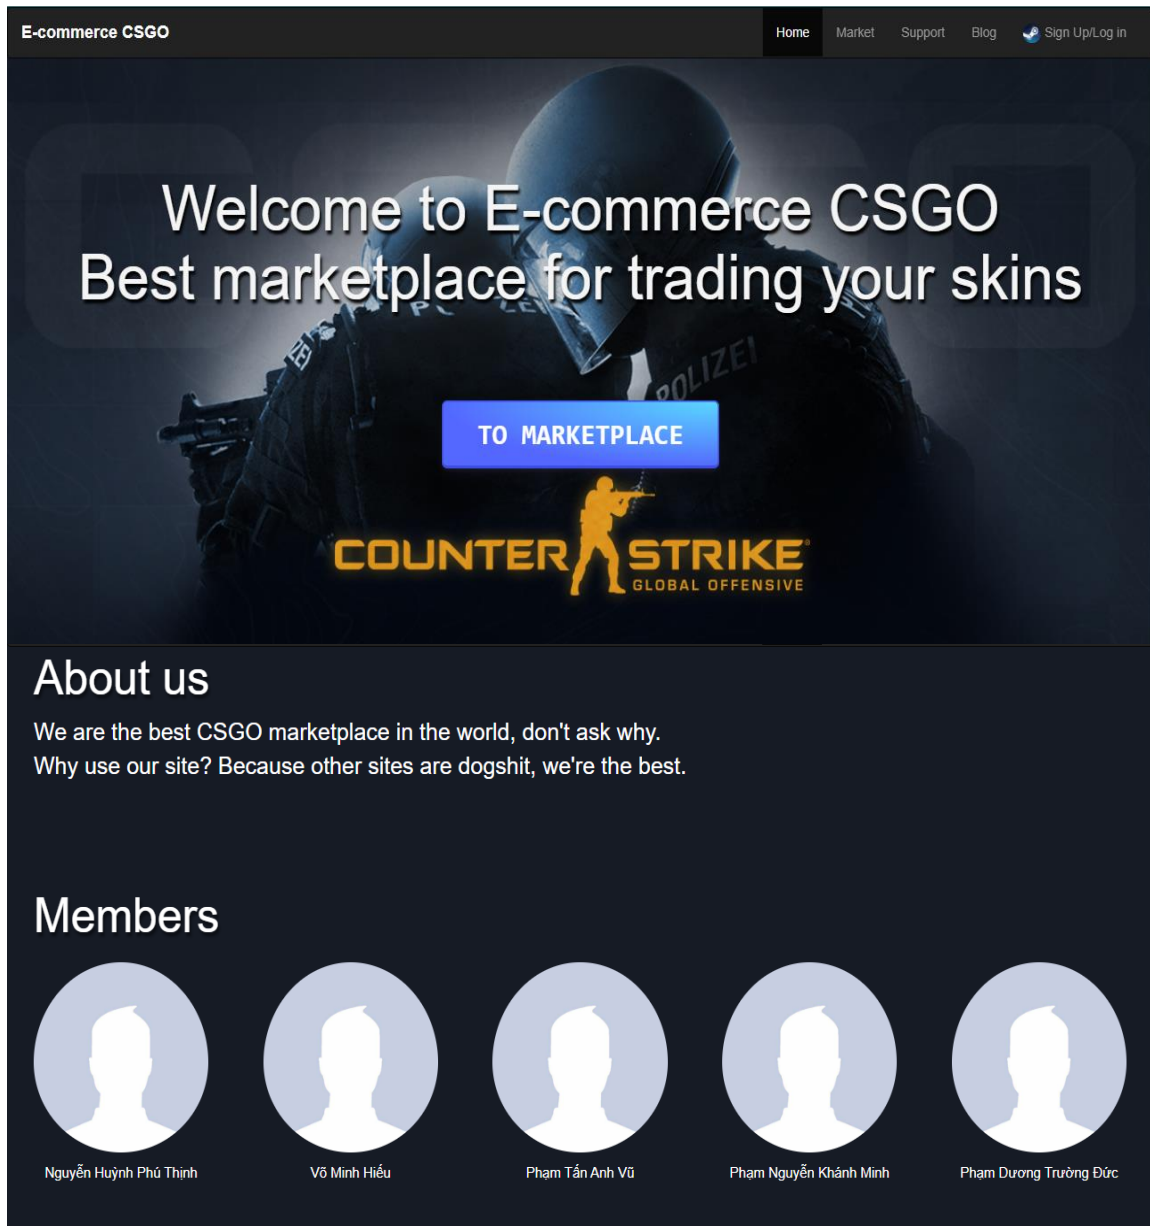 E-commerce CSGO
Home Market Support Blog Sign Up/Log in
Welcome to E-commerce CSGO
Best marketplace for trading your skins
POLIZEI
TO MARKETPLACE
COUNTER STRIKE®
GLOBAL OFFENSIVE
About us
We are the best CSGO marketplace in the world, don't ask why.
Why use our site? Because other sites are dogshit, we're the best.
Members
Nguyễn Huỳnh Phú Thịnh
Võ Minh Hiếu
Phạm Tấn Anh Vũ
Phạm Nguyễn Khánh Minh
Phạm Dương Trường Đức